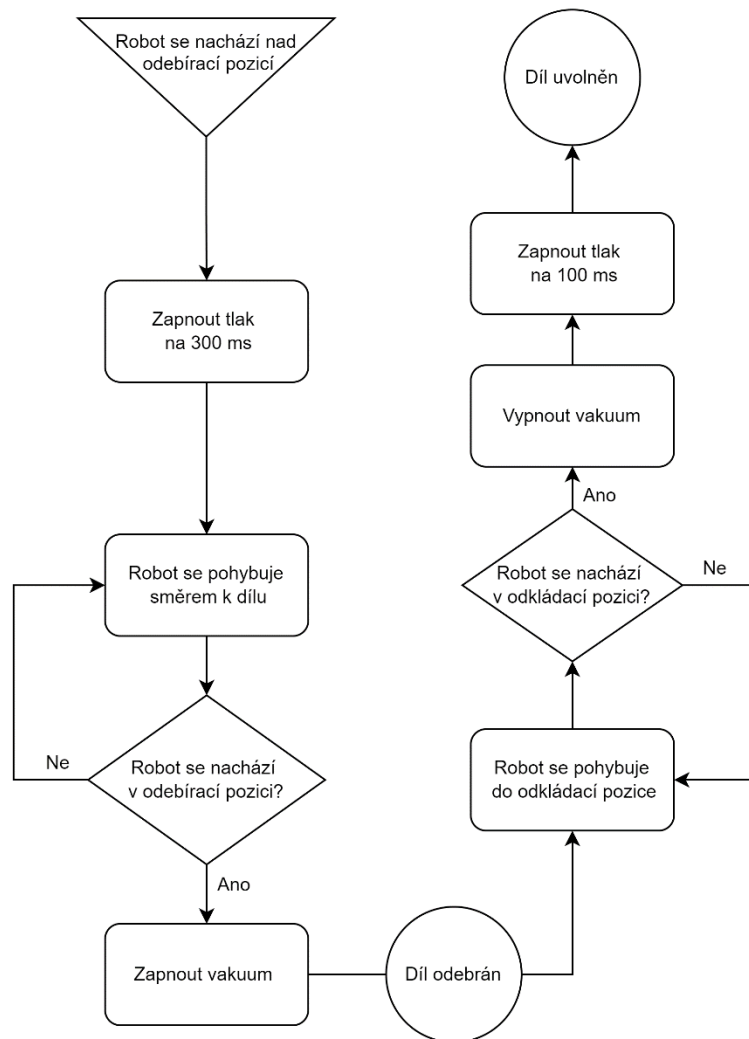 Robot se nachází nad
odebírací pozicí
Zapnout tlak
na 300 ms
Robot se pohybuje
směrem k dílu
Ne
Robot se nachází
v odebírací pozici?
Ano
Zapnout vakuum
Díl odebrán
Robot se pohybuje
do odkládací pozice
Robot se nachází
v odkládací pozici?
Ne
Ano
Vypnout vakuum
Zapnout tlak
na 100 ms
Díl uvolněn